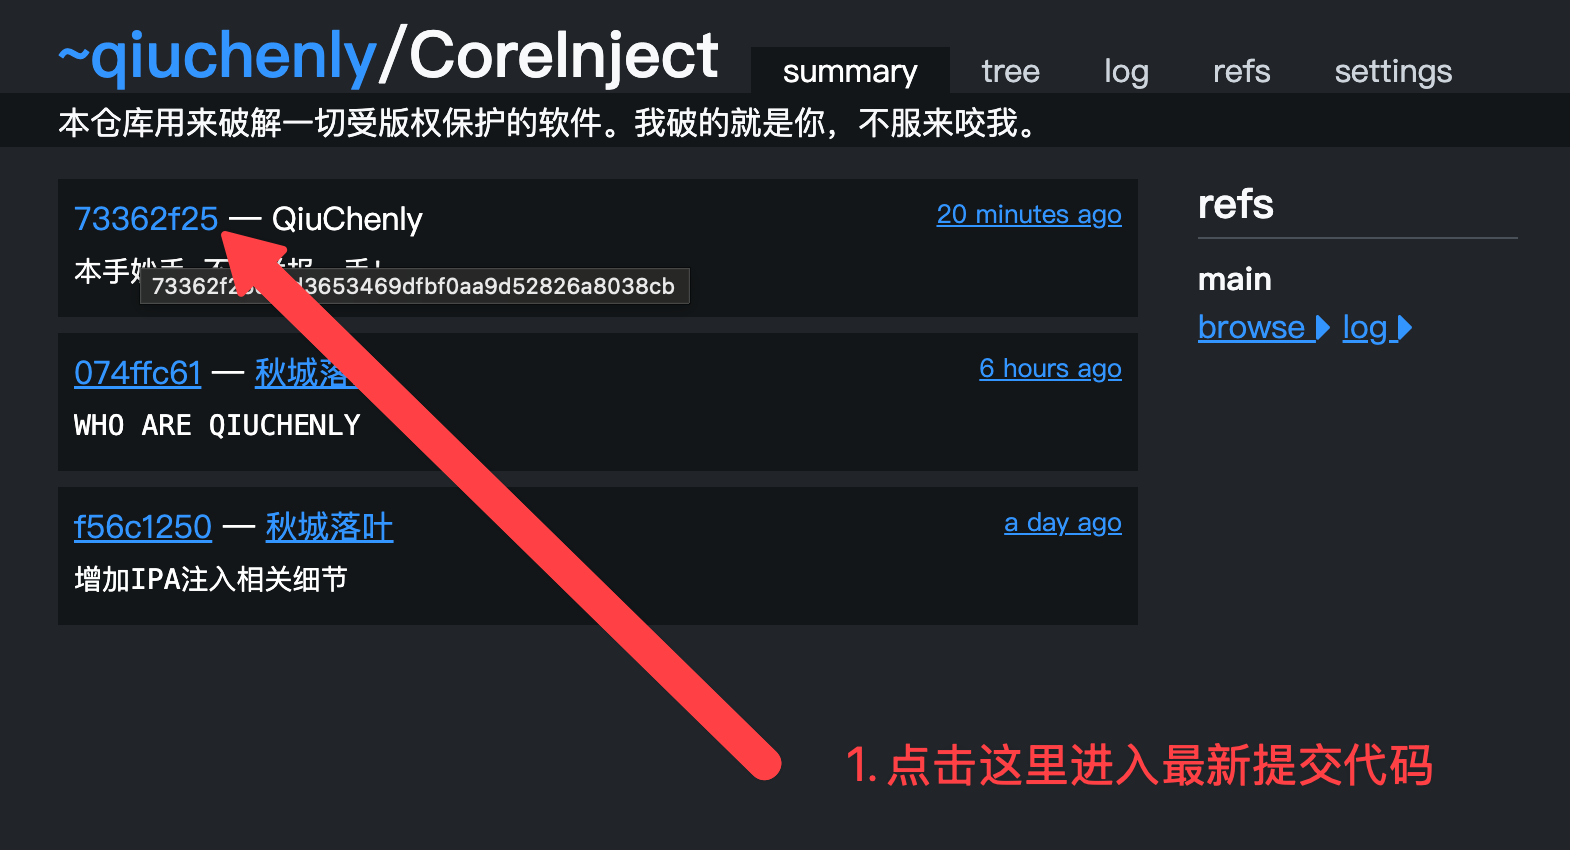 ~qiuchenly/CoreInject
summary tree log refs settings
本仓库用来破解一切受版权保护的软件。我破的就是你，不服来咬我。
73362f25 — QiuChenly 20 minutes ago
本手妙手
73362f2 d3653469dfbf0aa9d52826a8038cb
074ffc61 — 秋城落 6 hours ago
WHO ARE QIUCHENLY
f56c1250 — 秋城落叶 a day ago
增加IPA注入相关细节
refs
main
browse log
1. 点击这里进入最新提交代码